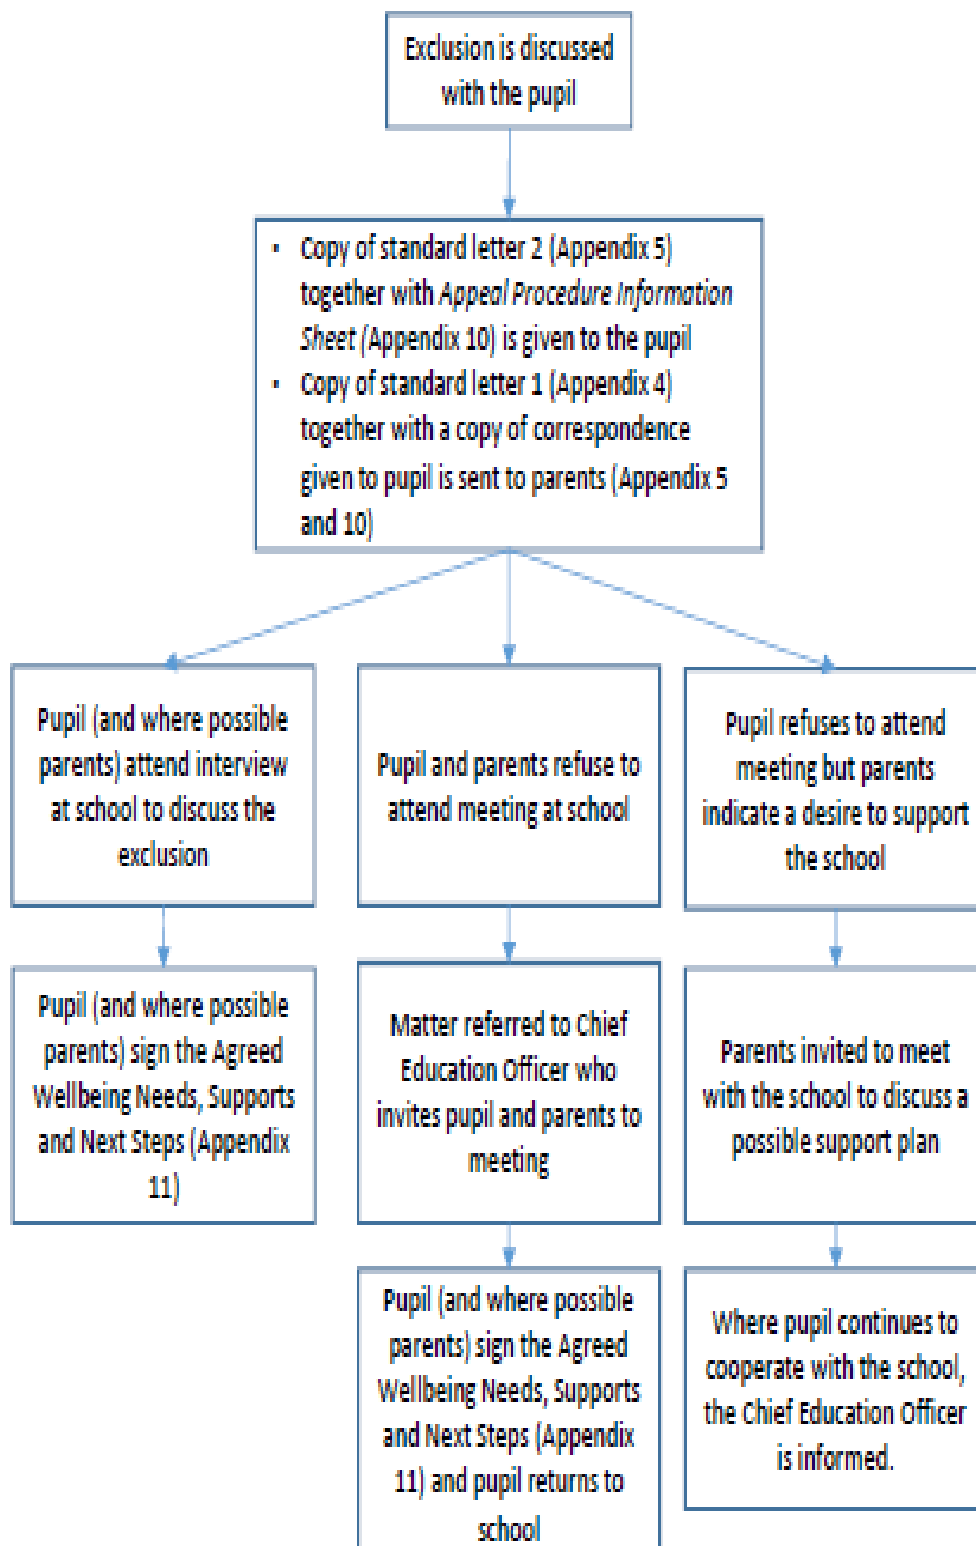 Exclusion is discussed
with the pupil
• Copy of standard letter 2 (Appendix 5)
together with Appeal Procedure Information
Sheet (Appendix 10) is given to the pupil
• Copy of standard letter 1 (Appendix 4)
together with a copy of correspondence
given to pupil is sent to parents (Appendix 5
and 10)
Pupil (and where possible
parents) attend interview
at school to discuss the
exclusion
Pupil and parents refuse to
attend meeting at school
Pupil refuses to attend
meeting but parents
indicate a desire to support
the school
Pupil (and where possible
parents) sign the Agreed
Wellbeing Needs, Supports
and Next Steps (Appendix
11)
Matter referred to Chief
Education Officer who
invites pupil and parents to
meeting
Parents invited to meet
with the school to discuss a
possible support plan
Pupil (and where possible
parents) sign the Agreed
Wellbeing Needs, Supports
and Next Steps (Appendix
11) and pupil returns to
school
Where pupil continues to
cooperate with the school,
the Chief Education Officer
is informed.